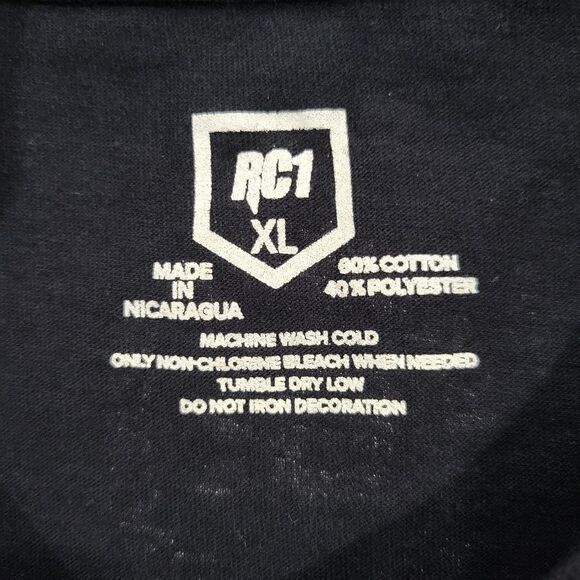 RC1
XL
MADE
IN
NICARAGUA
60% COTTON
40% POLYESTER
MACHINE WASH COLD
ONLY NON-CHLORINE BLEACH WHEN NEEDED
TUMBLE DRY LOW
DO NOT IRON DECORATION